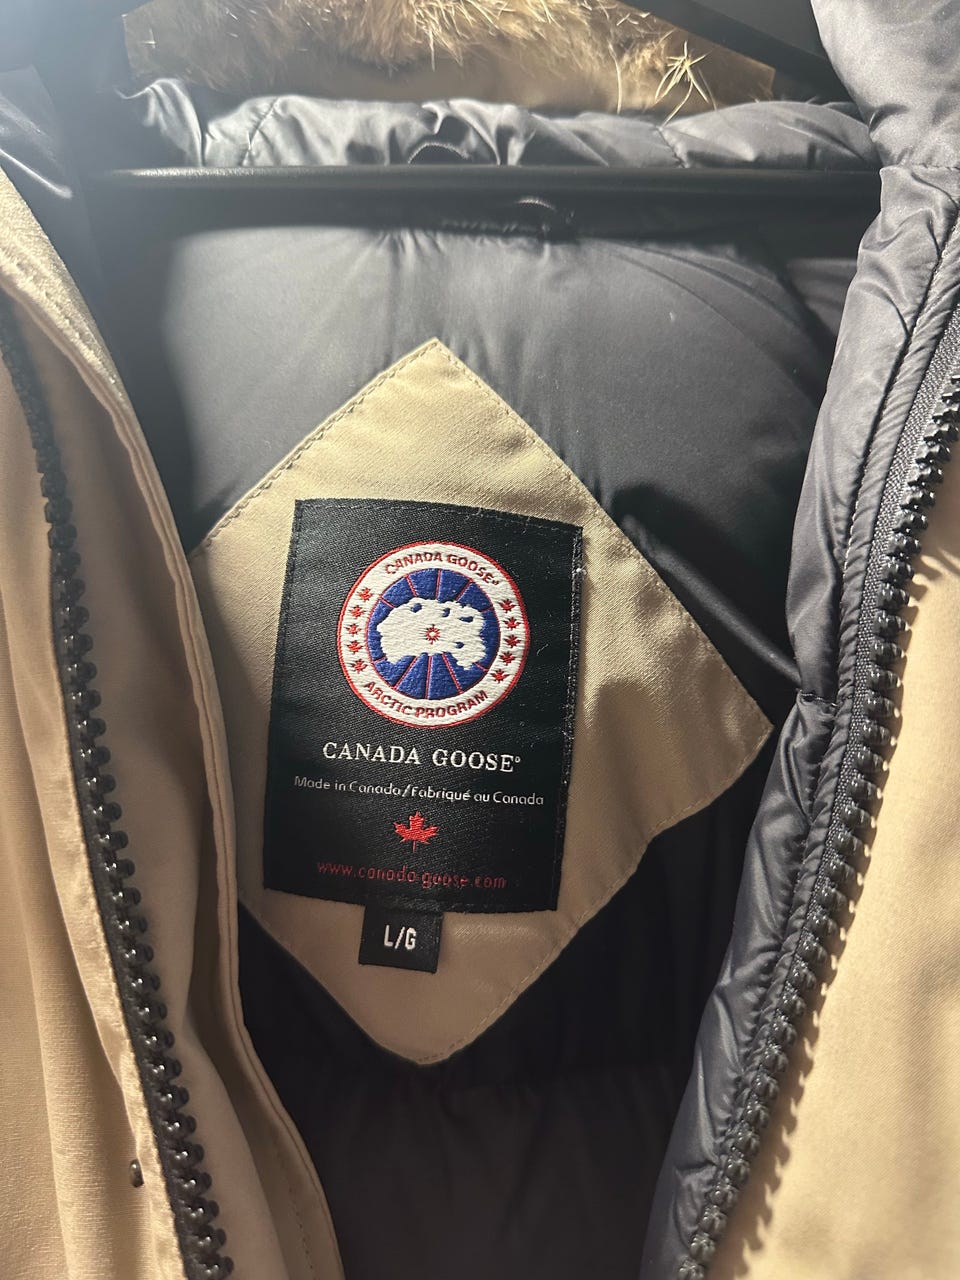 CANADA GOOSE®
ARCTIC PROGRAM
CANADA GOOSE®
Made in Canada/Fabriqué au Canada
www.canada-goose.com
L/G